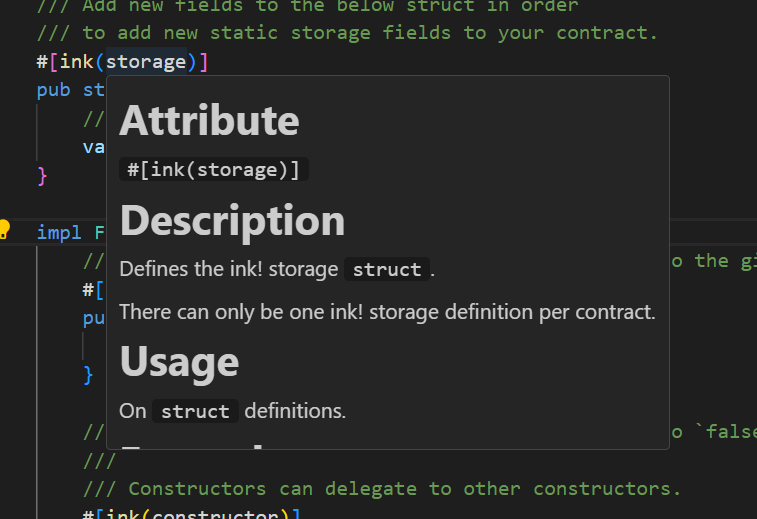 /// Add new fields to the below struct in order
/// to add new static storage fields to your contract.
#[ink(storage)]
pub st
Attribute
//
#[ink(storage)]
va
}
Description
impl F
//
Defines the ink! storage struct.
o the gi
#[
There can only be one ink! storage definition per contract.
pu
Usage
}
On struct definitions.
//
o `false
///
/// Constructors can delegate to other constructors.
#[ink(constructor)]